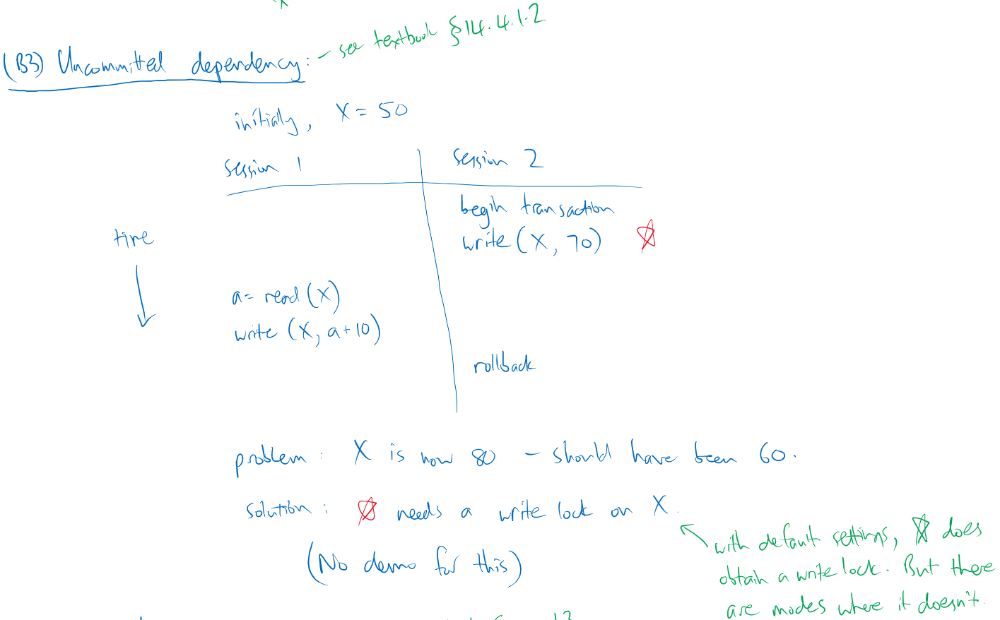 (B3) Uncommitted dependency: - see textbook §14.4.1.2
initially, X = 50
session 1
session 2
begin transaction
write (X, 70)
time
a = read (X)
write (X, a+10)
rollback
problem: X is now 80 - should have been 60.
solution: needs a write lock on X.
(No demo for this)
with default settings, ☆ does
obtain a write lock. But there
are modes where it doesn't.